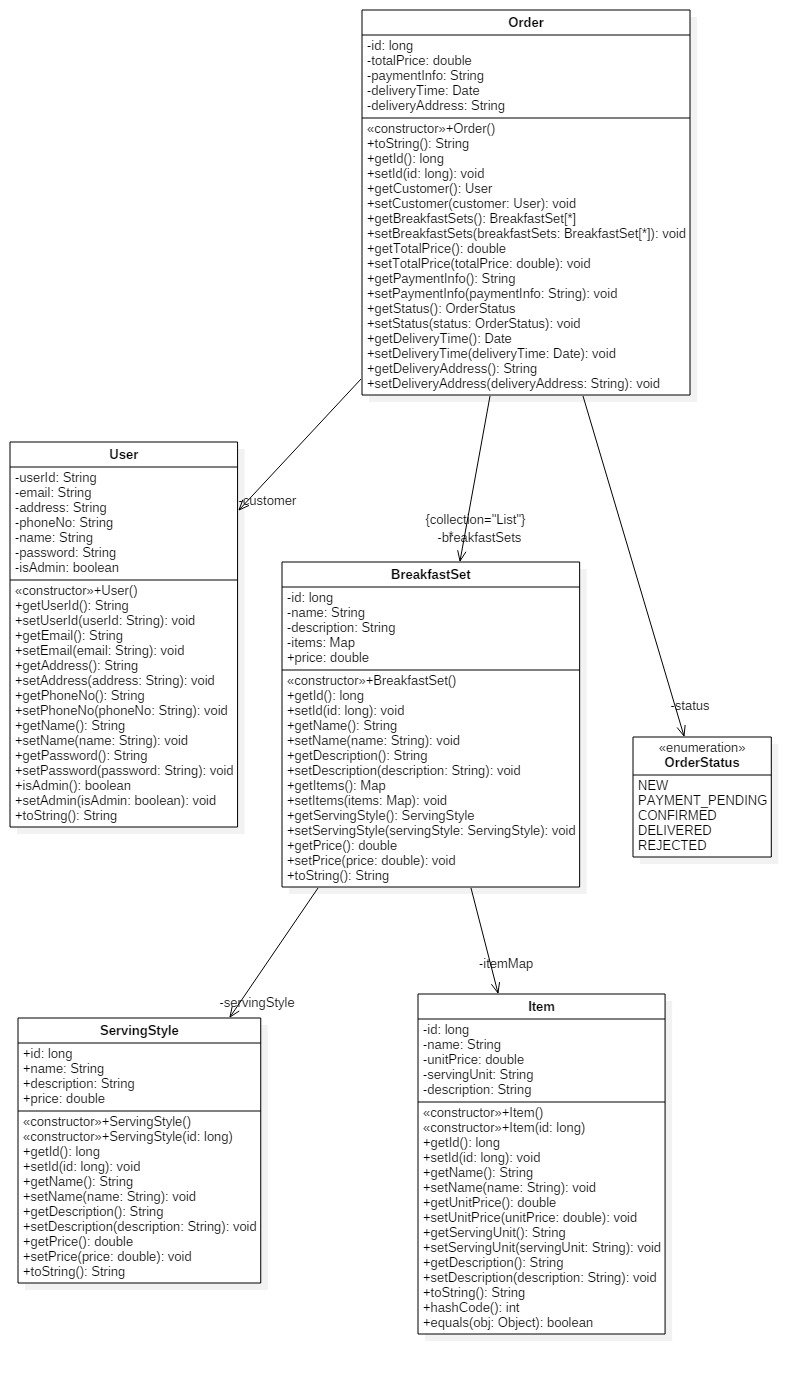 Order
-id: long
-totalPrice: double
-paymentInfo: String
-deliveryTime: Date
-deliveryAddress: String
«constructor»+Order()
+toString(): String
+getId(): long
+setId(id: long): void
+getCustomer(): User
+setCustomer(customer: User): void
+getBreakfastSets(): BreakfastSet[*]
+setBreakfastSets(breakfastSets: BreakfastSet[*]): void
+getTotalPrice(): double
+setTotalPrice(totalPrice: double): void
+getPaymentInfo(): String
+setPaymentInfo(paymentInfo: String): void
+getStatus(): OrderStatus
+setStatus(status: OrderStatus): void
+getDeliveryTime(): Date
+setDeliveryTime(deliveryTime: Date): void
+getDeliveryAddress(): String
+setDeliveryAddress(deliveryAddress: String): void
User
-userId: String
-email: String
-address: String
-phoneNo: String
-name: String
-password: String
-isAdmin: boolean
«constructor»+User()
+getUserId(): String
+setUserId(userId: String): void
+getEmail(): String
+setEmail(email: String): void
+getAddress(): String
+setAddress(address: String): void
+getPhoneNo(): String
+setPhoneNo(phoneNo: String): void
+getName(): String
+setName(name: String): void
+getPassword(): String
+setPassword(password: String): void
+isAdmin(): boolean
+setAdmin(isAdmin: boolean): void
+toString(): String
-customer
{collection="List"}
*
-breakfastSets
BreakfastSet
-id: long
-name: String
-description: String
-items: Map
+price: double
«constructor»+BreakfastSet()
+getId(): long
+setId(id: long): void
+getName(): String
+setName(name: String): void
+getDescription(): String
+setDescription(description: String): void
+getItems(): Map
+setItems(items: Map): void
+getServingStyle(): ServingStyle
+setServingStyle(servingStyle: ServingStyle): void
+getPrice(): double
+setPrice(price: double): void
+toString(): String
-status
«enumeration»
OrderStatus
NEW
PAYMENT_PENDING
CONFIRMED
DELIVERED
REJECTED
-servingStyle
ServingStyle
+id: long
+name: String
+description: String
+price: double
«constructor»+ServingStyle()
«constructor»+ServingStyle(id: long)
+getId(): long
+setId(id: long): void
+getName(): String
+setName(name: String): void
+getDescription(): String
+setDescription(description: String): void
+getPrice(): double
+setPrice(price: double): void
+toString(): String
-itemMap
Item
-id: long
-name: String
-unitPrice: double
-servingUnit: String
-description: String
«constructor»+Item()
«constructor»+Item(id: long)
+getId(): long
+setId(id: long): void
+getName(): String
+setName(name: String): void
+getUnitPrice(): double
+setUnitPrice(unitPrice: double): void
+getServingUnit(): String
+setServingUnit(servingUnit: String): void
+getDescription(): String
+setDescription(description: String): void
+toString(): String
+hashCode(): int
+equals(obj: Object): boolean